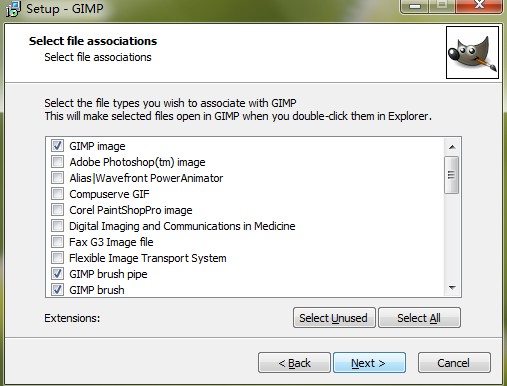 Setup - GIMP
Select file associations
Select file associations
Select the file types you wish to associate with GIMP
This will make selected files open in GIMP when you double-click them in Explorer.
GIMP image
Adobe Photoshop(tm) image
Alias|Wavefront PowerAnimator
Compuserve GIF
Corel PaintShopPro image
Digital Imaging and Communications in Medicine
Fax G3 Image file
Flexible Image Transport System
GIMP brush pipe
GIMP brush
Extensions:
Select Unused
Select All
< Back
Next >
Cancel